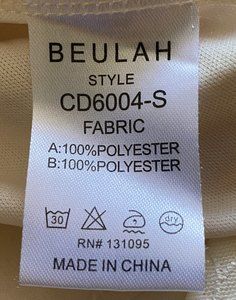 BEULAH
STYLE
CD6004-S
FABRIC
A:100%POLYESTER
B:100%POLYESTER
30 dry
RN# 131095
MADE IN CHINA